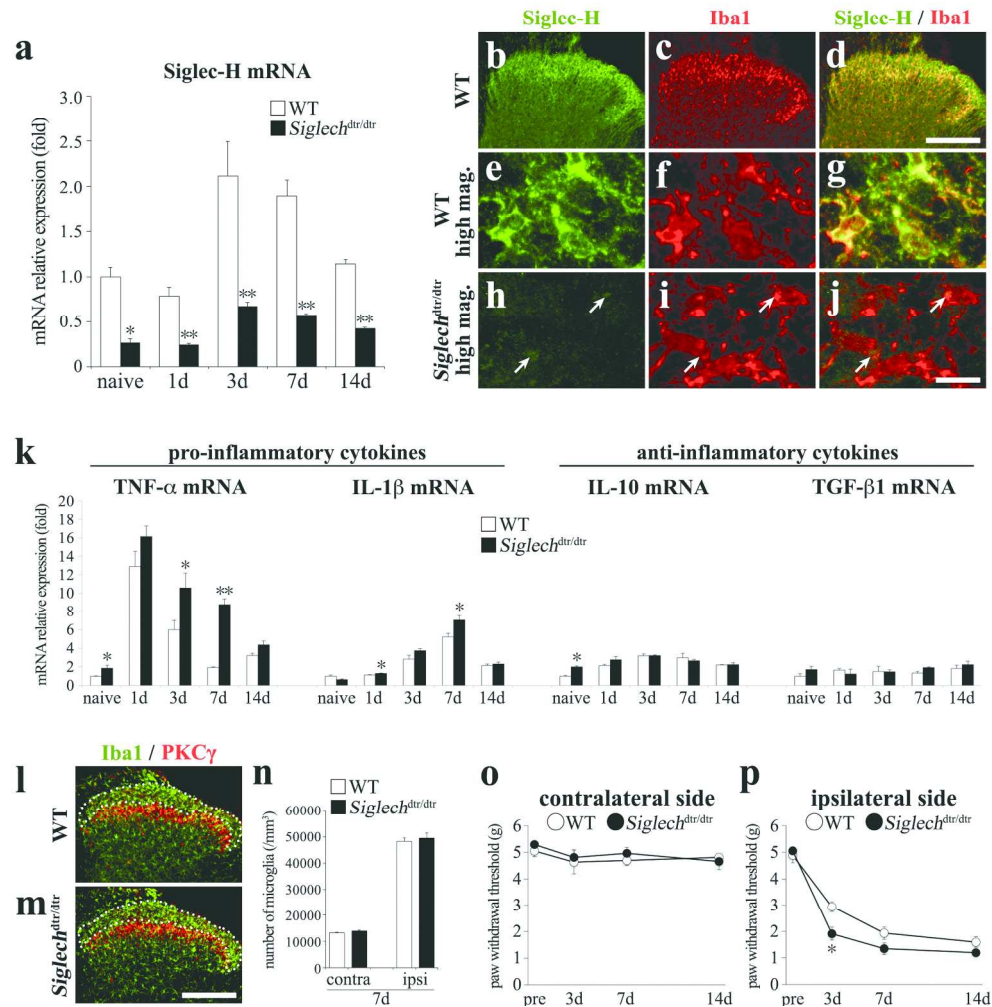 a
Siglec-H mRNA
WT
Siglech^dtr/dtr
mRNA relative expression (fold)
3.0
2.5
2.0
1.5
1.0
0.5
0
*
**
**
**
**
naive 1d 3d 7d 14d
Siglec-H Iba1 Siglec-H / Iba1
WT
b c d
WT
high mag.
e f g
Siglech^dtr/dtr
high mag.
h i j
k
pro-inflammatory cytokines anti-inflammatory cytokines
TNF-α mRNA IL-1β mRNA IL-10 mRNA TGF-β1 mRNA
WT
Siglech^dtr/dtr
mRNA relative expression (fold)
20
18
16
14
12
10
8
6
4
2
0
* * ** * * *
naive 1d 3d 7d 14d naive 1d 3d 7d 14d naive 1d 3d 7d 14d naive 1d 3d 7d 14d
Iba1 / PKCγ
l
WT
m
Siglech^dtr/dtr
n
WT
Siglech^dtr/dtr
number of microglia (/mm³)
60000
50000
40000
30000
20000
10000
0
contra ipsi
7d
o
contralateral side
WT Siglech^dtr/dtr
paw withdrawal threshold (g)
6
5
4
3
2
1
0
pre 3d 7d 14d
p
ipsilateral side
WT Siglech^dtr/dtr
paw withdrawal threshold (g)
6
5
4
3
2
1
0
*
pre 3d 7d 14d